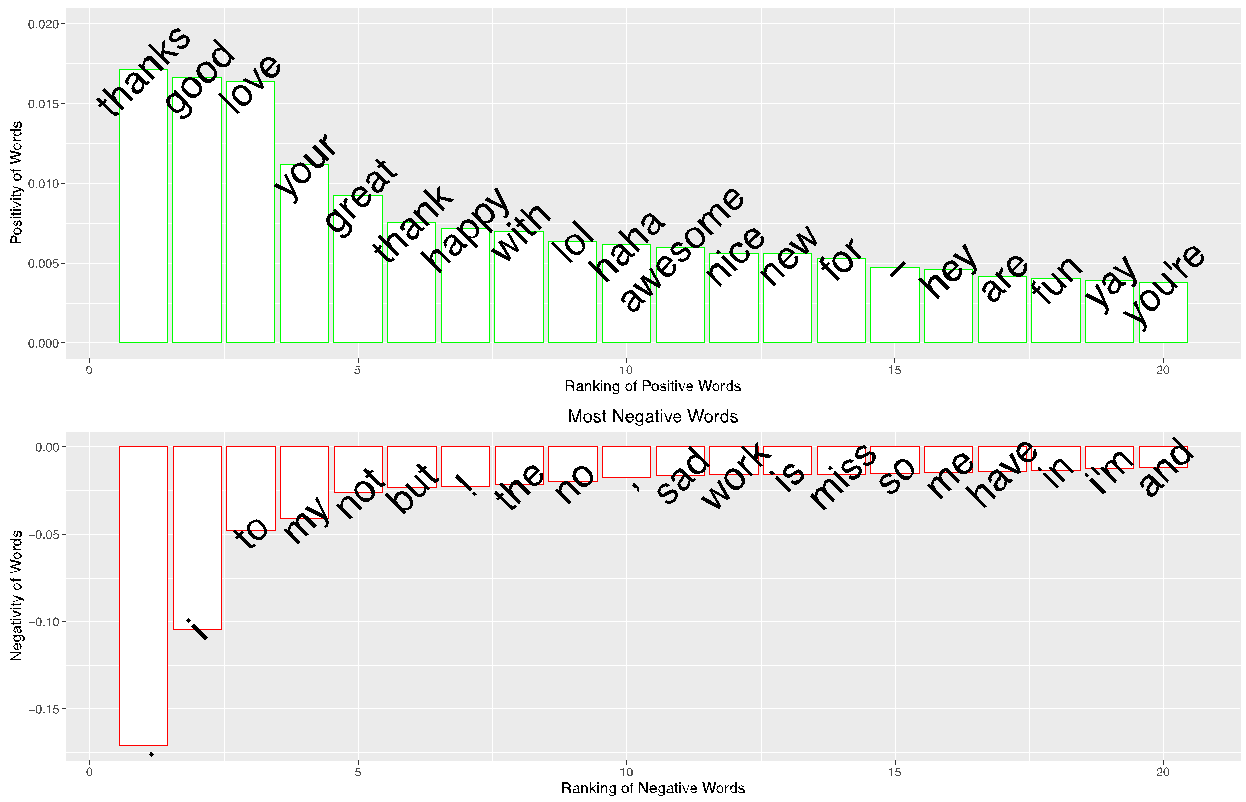 0.020
0.015
0.010
0.005
0.000
Positivity of Words
thanks
good
love
your
great
thank
happy
with
lol
haha
awesome
nice
new
for
hey
are
fun
yay
you're
0
5
10
15
20
Ranking of Positive Words
Most Negative Words
0.00
−0.05
−0.10
−0.15
Negativity of Words
.
i
to
my
not
but
the
no
,
sad
work
is
miss
so
me
have
in
i'm
and
0
5
10
15
20
Ranking of Negative Words